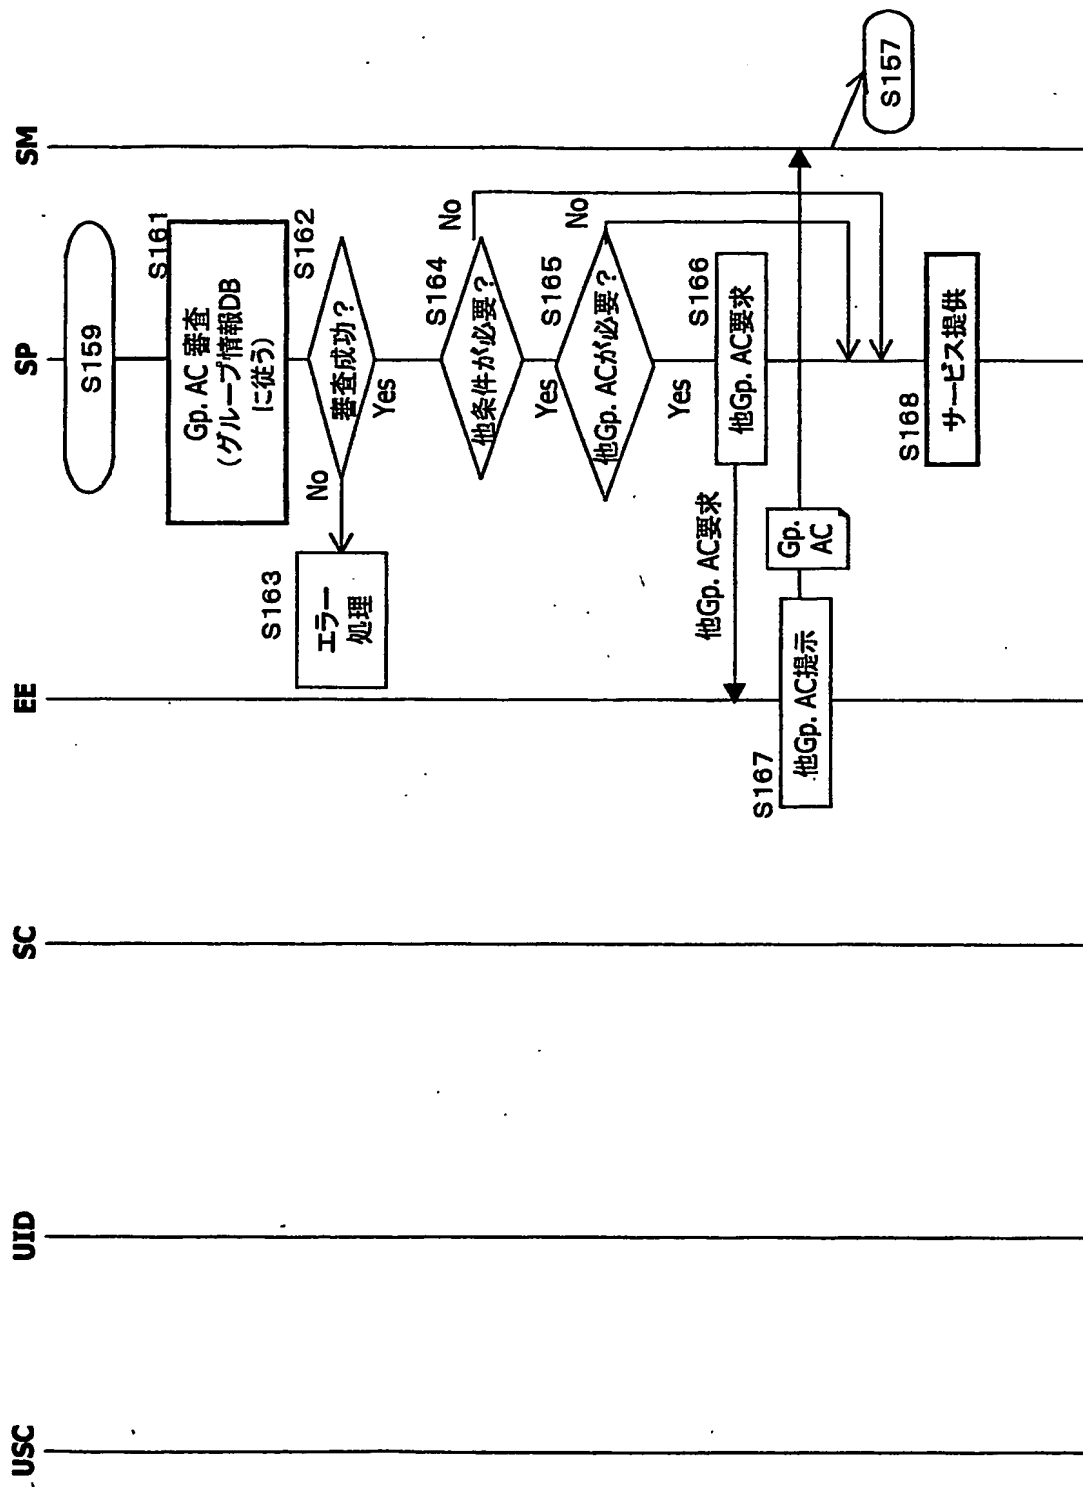 USC
UID
SC
EE
SP
SM
S159
S161
Gp. AC 審査
(グループ情報DB
に従う)
S162
審査成功?
No
Yes
S163
エラー
処理
S164
他条件が必要?
No
Yes
S165
他Gp. ACが必要?
No
Yes
S166
他Gp. AC要求
他Gp. AC要求
S167
他Gp. AC提示
Gp.
AC
S157
S168
サービス提供